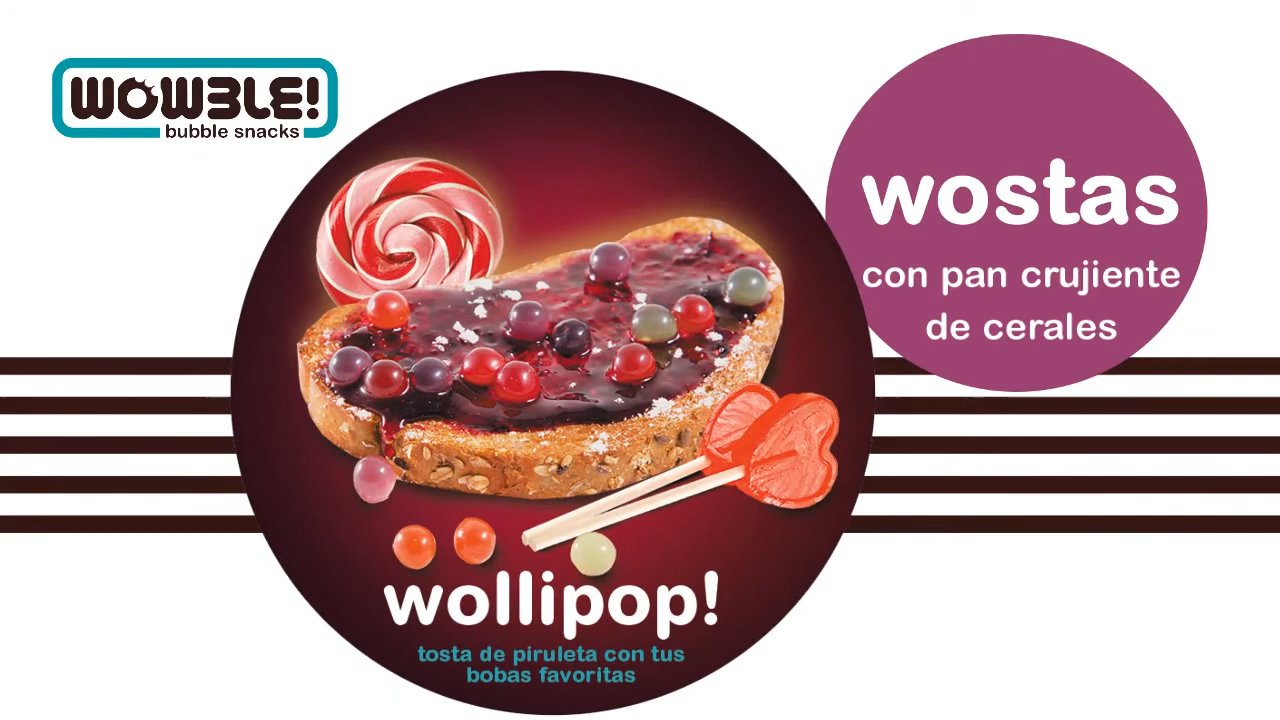 WOWBLE!
bubble snacks
wostas
con pan crujiente
de cerales
wollipop!
tosta de piruleta con tus
bobas favoritas